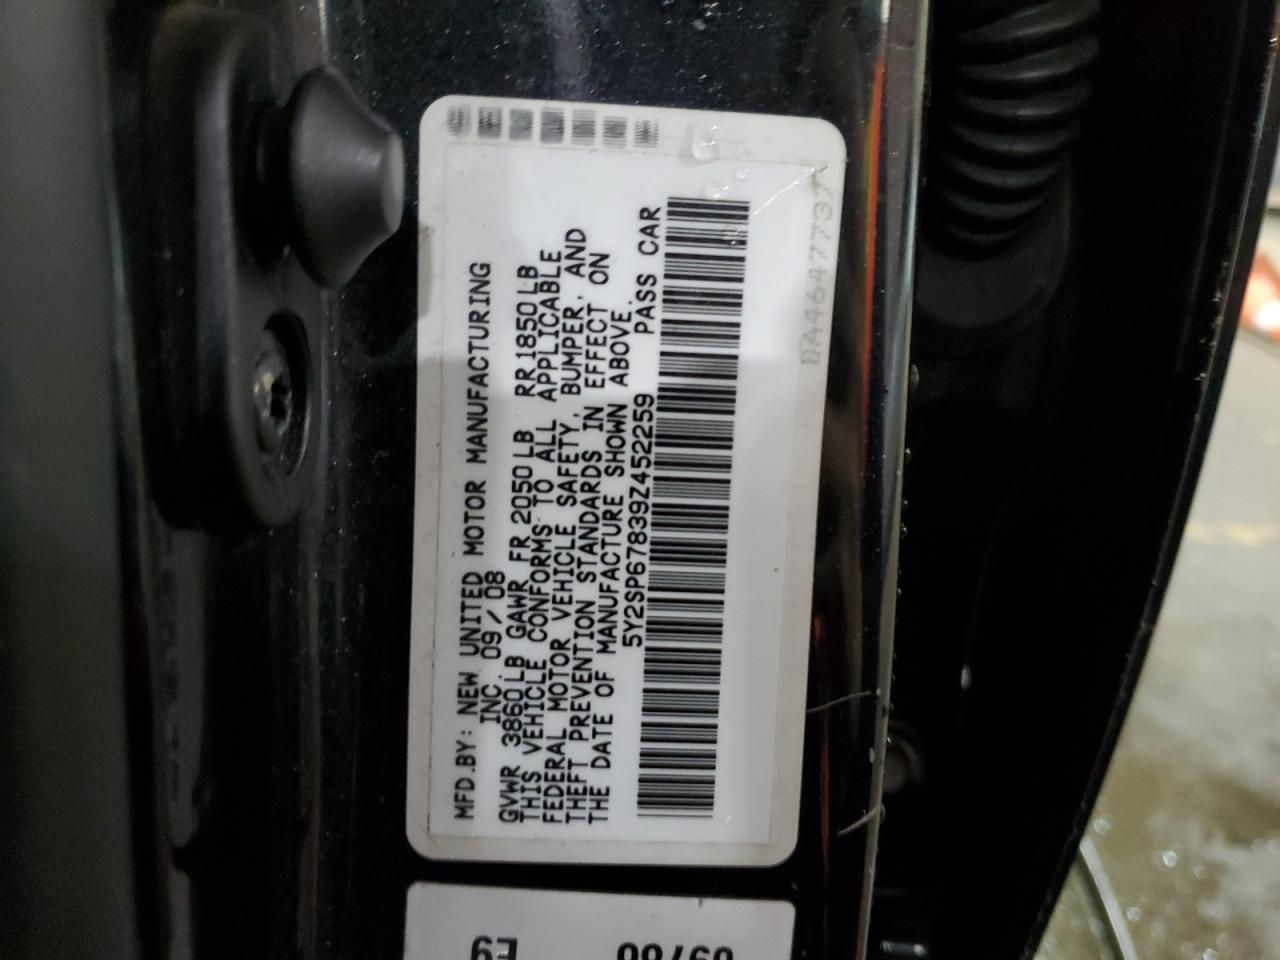 MFD.BY: NEW UNITED MOTOR MANUFACTURING
INC. 09/08
GVWR 3860LB GAWR FR 2050LB RR 1850LB
THIS VEHICLE CONFORMS TO ALL APPLICABLE
FEDERAL MOTOR VEHICLE SAFETY, BUMPER, AND
THEFT PREVENTION STANDARDS IN EFFECT ON
THE DATE OF MANUFACTURE SHOWN ABOVE.
5Y2SP67839Z452259 PASS CAR